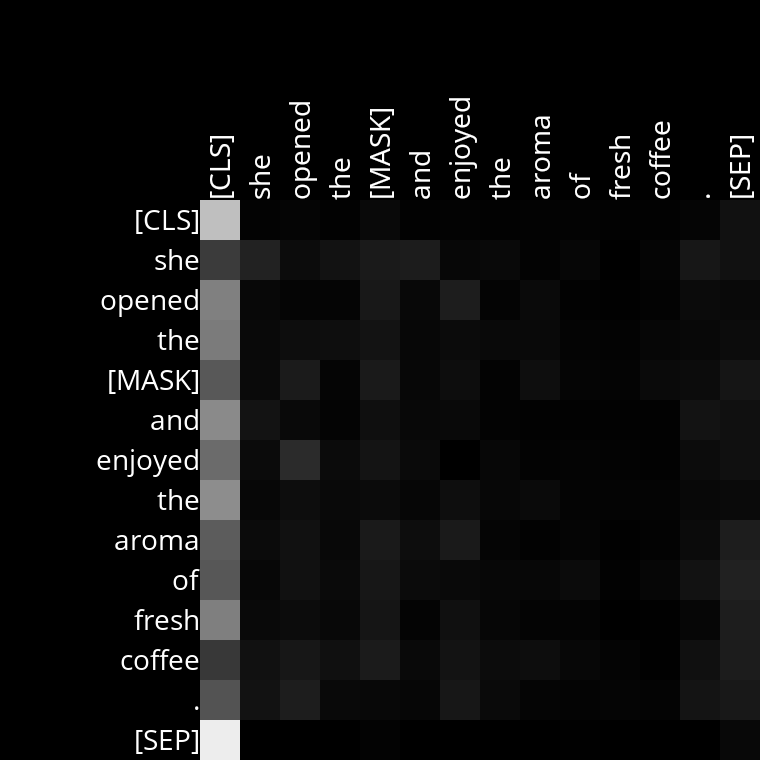 [CLS] she opened the [MASK] and enjoyed the aroma of fresh coffee . [SEP]
[CLS]
she
opened
the
[MASK]
and
enjoyed
the
aroma
of
fresh
coffee
.
[SEP]